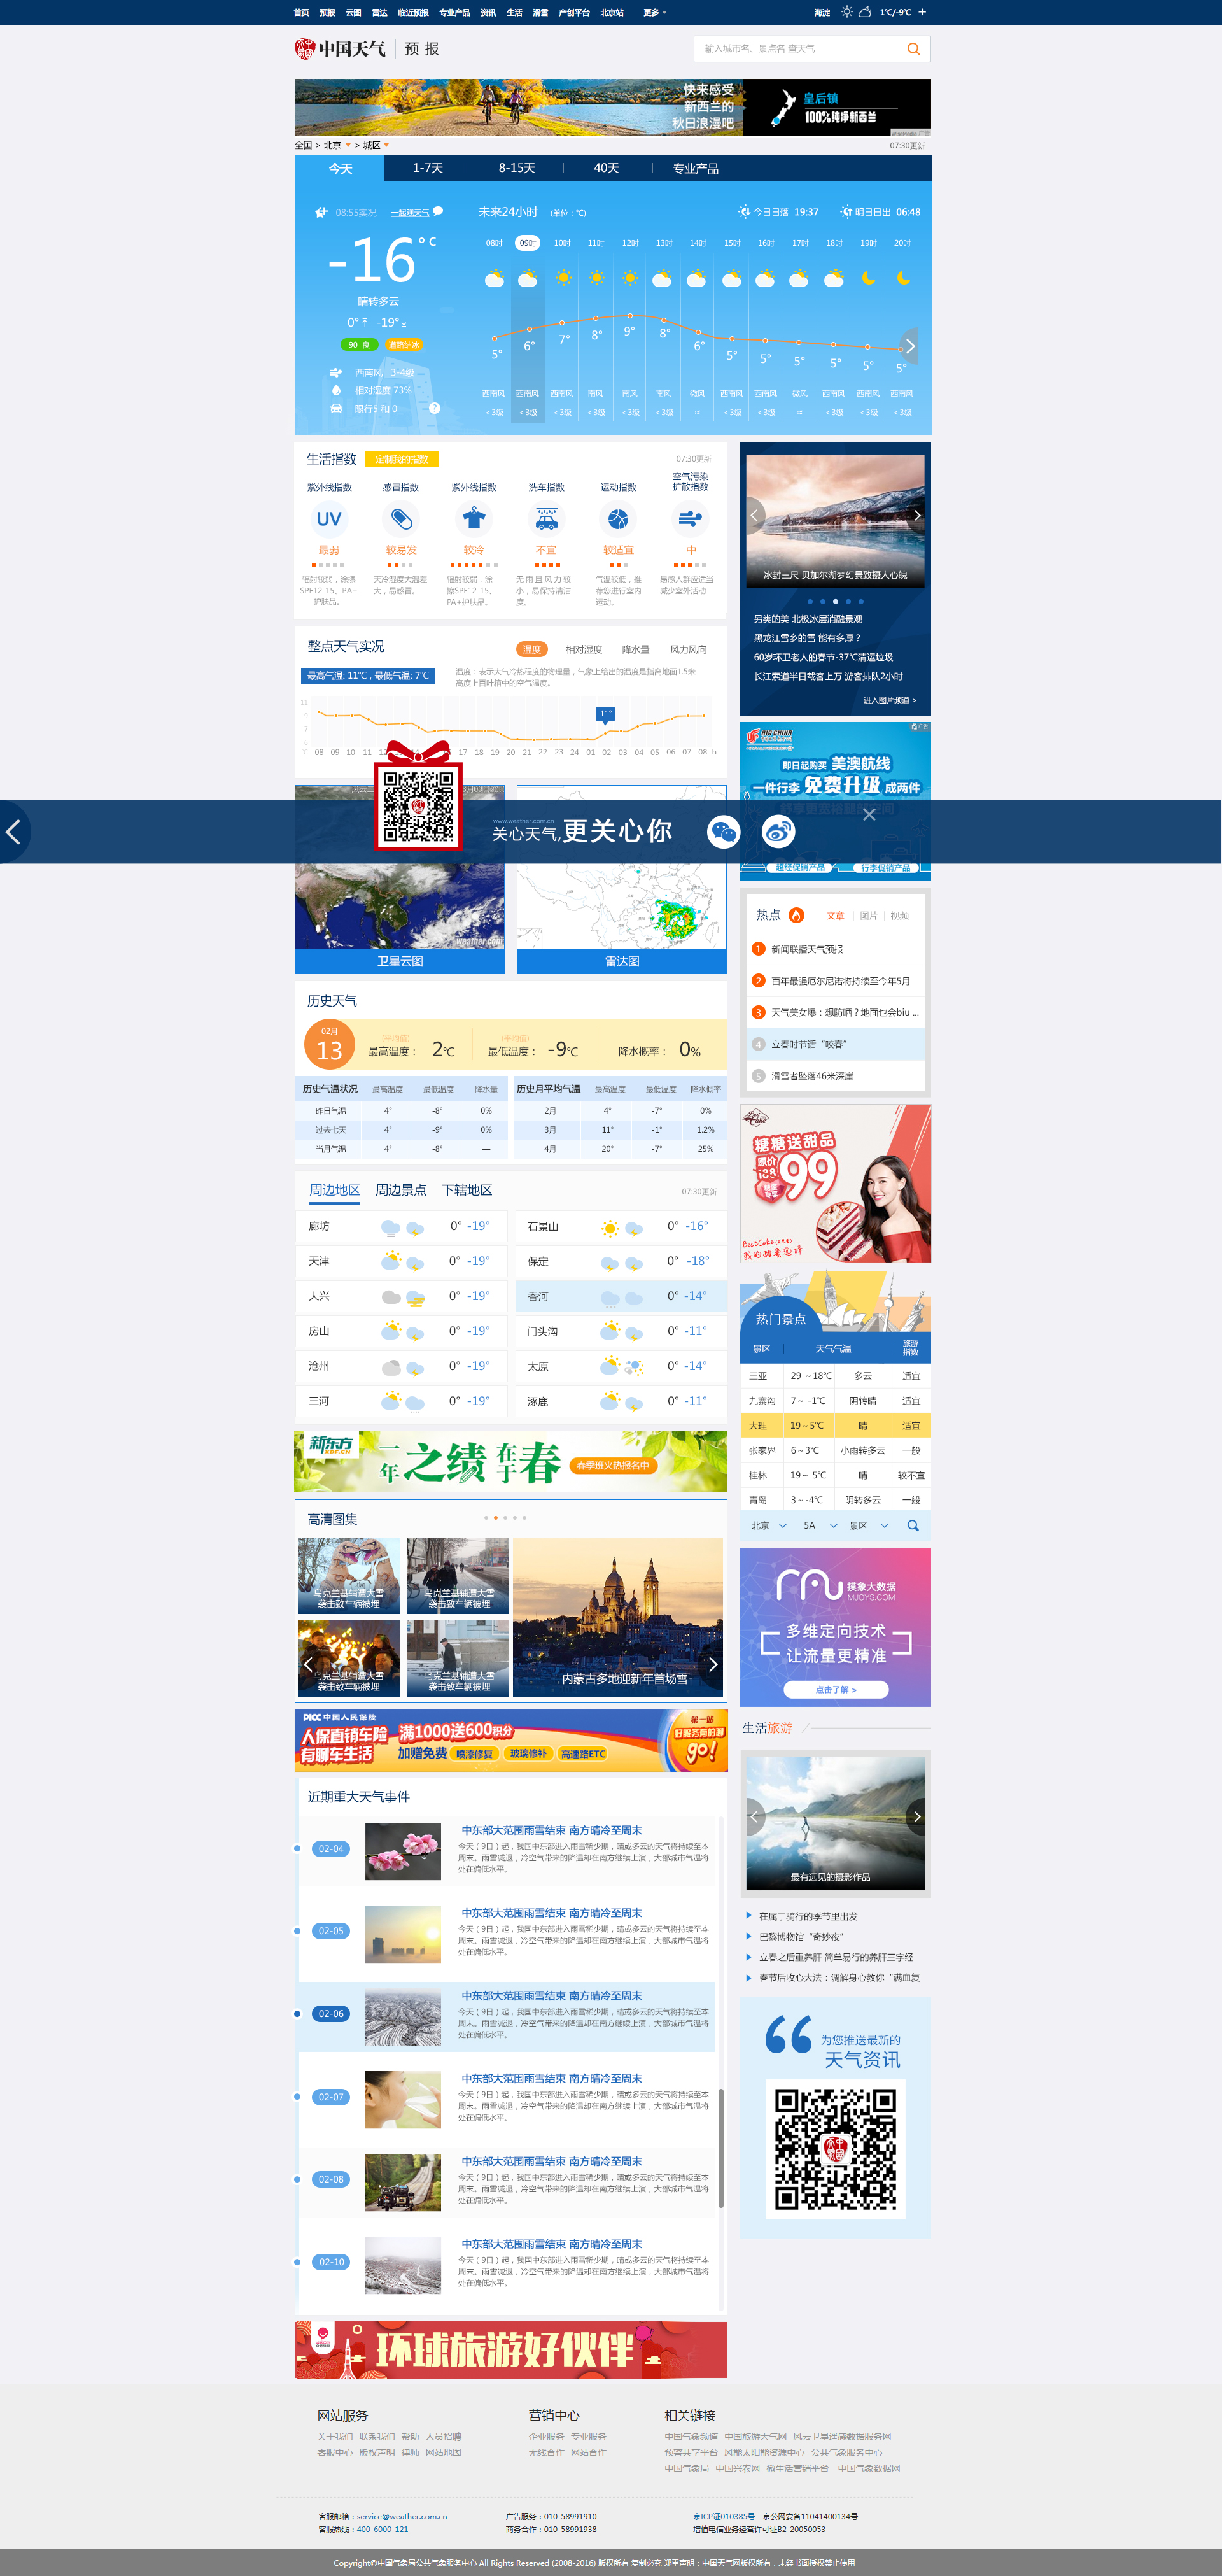 首页 预报 云图 雷达 临近预报 专业产品 资讯 生活 滑雪 产创平台 北京站 更多 海淀 1℃/-9℃ +
中国天气 预报 输入城市名、景点名 查天气
快来感受
新西兰的
秋日浪漫吧
皇后镇
100%纯净新西兰
全国 > 北京 > 城区 07:30更新
今天 1-7天 8-15天 40天 专业产品
08:55实况 一起观天气
-16°C
晴转多云
0° -19°
90 良 道路结冰
西南风 3-4级
相对湿度 73%
限行5 和 0 ?
未来24小时 (单位:℃) 今日日落 19:37 明日日出 06:48
08时 09时 10时 11时 12时 13时 14时 15时 16时 17时 18时 19时 20时
5° 6° 7° 8° 9° 8° 6° 5° 5° 5° 5° 5° 5°
西南风 西南风 西南风 南风 南风 南风 微风 西南风 西南风 微风 西南风 西南风 西南风
<3级 <3级 <3级 <3级 <3级 <3级 ≈ <3级 <3级 ≈ <3级 <3级 <3级
生活指数 定制我的指数 07:30更新
紫外线指数 感冒指数 紫外线指数 洗车指数 运动指数 空气污染
扩散指数
UV
最弱 较易发 较冷 不宜 较适宜 中
辐射较弱,涂擦 天冷湿度大温差 辐射较弱,涂 无雨且风力较 气温较低,推 易感人群应适当
SPF12-15、PA+ 大,易感冒。 擦SPF12-15、 小,易保持清洁 荐您进行室内 减少室外活动
护肤品。 PA+护肤品。 度。 运动。
整点天气实况 温度 相对湿度 降水量 风力风向
最高气温: 11℃ , 最低气温: 7℃
温度:表示大气冷热程度的物理量,气象上给出的温度是指离地面1.5米
高度上百叶箱中的空气温度。
11
9
7
6
℃
11°
08 09 10 11 12 17 18 19 20 21 22 23 24 01 02 03 04 05 06 07 08 h
www.weather.com.cn
关心天气,更关心你
weather.com
卫星云图 雷达图
历史天气
02月
13
(平均值) 最高温度: 2℃ (平均值) 最低温度: -9℃ 降水概率: 0%
历史气温状况 最高温度 最低温度 降水量
昨日气温 4° -8° 0%
过去七天 4° -9° 0%
当月气温 4° -8° —
历史月平均气温 最高温度 最低温度 降水概率
2月 4° -7° 0%
3月 11° -1° 1.2%
4月 20° -7° 25%
周边地区 周边景点 下辖地区 07:30更新
廊坊 0° -19° 石景山 0° -16°
天津 0° -19° 保定 0° -18°
大兴 0° -19° 香河 0° -14°
房山 0° -19° 门头沟 0° -11°
沧州 0° -19° 太原 0° -14°
三河 0° -19° 涿鹿 0° -11°
新东方
XDF.CN
一年之绩在于春
春季班火热报名中
高清图集
乌克兰基辅遭大雪
袭击致车辆被埋
乌克兰基辅遭大雪
袭击致车辆被埋
乌克兰基辅遭大雪
袭击致车辆被埋
乌克兰基辅遭大雪
袭击致车辆被埋
内蒙古多地迎新年首场雪
PICC 中国人民保险
人保直销车险
有聊车生活
满1000送600积分
加赠免费 喷漆修复 玻璃修补 高速路ETC
第一站
go!
近期重大天气事件
02-04
中东部大范围雨雪结束 南方晴冷至周末
今天(9日)起,我国中东部进入雨雪稀少期,晴或多云的天气将持续至本
周末。雨雪减退,冷空气带来的降温却在南方继续上演,大部城市气温将
处在偏低水平。
02-05
中东部大范围雨雪结束 南方晴冷至周末
今天(9日)起,我国中东部进入雨雪稀少期,晴或多云的天气将持续至本
周末。雨雪减退,冷空气带来的降温却在南方继续上演,大部城市气温将
处在偏低水平。
02-06
中东部大范围雨雪结束 南方晴冷至周末
今天(9日)起,我国中东部进入雨雪稀少期,晴或多云的天气将持续至本
周末。雨雪减退,冷空气带来的降温却在南方继续上演,大部城市气温将
处在偏低水平。
02-07
中东部大范围雨雪结束 南方晴冷至周末
今天(9日)起,我国中东部进入雨雪稀少期,晴或多云的天气将持续至本
周末。雨雪减退,冷空气带来的降温却在南方继续上演,大部城市气温将
处在偏低水平。
02-08
中东部大范围雨雪结束 南方晴冷至周末
今天(9日)起,我国中东部进入雨雪稀少期,晴或多云的天气将持续至本
周末。雨雪减退,冷空气带来的降温却在南方继续上演,大部城市气温将
处在偏低水平。
02-10
中东部大范围雨雪结束 南方晴冷至周末
今天(9日)起,我国中东部进入雨雪稀少期,晴或多云的天气将持续至本
周末。雨雪减退,冷空气带来的降温却在南方继续上演,大部城市气温将
处在偏低水平。
环球旅游好伙伴
冰封三尺 贝加尔湖梦幻景致摄人心魄
另类的美 北极冰层消融景观
黑龙江雪乡的雪 能有多厚?
60岁环卫老人的春节-37℃清运垃圾
长江索道半日载客上万 游客排队2小时
进入图片频道 >
AIR CHINA
广告
即日起购买 美澳航线
一件行李 免费升级 成两件
超经促销产品 行李促销产品
热点 文章 图片 视频
1 新闻联播天气预报
2 百年最强厄尔尼诺将持续至今年5月
3 天气美女爆:想防晒?地面也会biu ...
4 立春时节话“咬春”
5 滑雪者坠落46米深崖
糖糖送甜品
限价
99
BestCake
我的甜蜜选择
热门景点
景区 天气气温 旅游
指数
三亚 29 ~18℃ 多云 适宜
九寨沟 7~ -1℃ 阴转晴 适宜
大理 19~5℃ 晴 适宜
张家界 6~3℃ 小雨转多云 一般
桂林 19~ 5℃ 晴 较不宜
青岛 3~-4℃ 阴转多云 一般
北京 5A 景区
摸象大数据
MJOYS.COM
多维定向技术
让流量更精准
点击了解 >
生活旅游
最有远见的摄影作品
在属于骑行的季节里出发
巴黎博物馆“奇妙夜”
立春之后重养肝 简单易行的养肝三字经
春节后收心大法:调解身心教你“满血复
为您推送最新的
天气资讯
网站服务 营销中心 相关链接
关于我们 联系我们 帮助 人员招聘 企业服务 专业服务 中国气象频道 中国旅游天气网 风云卫星遥感数据服务网
客服中心 版权声明 律师 网站地图 无线合作 网站合作 预警共享平台 风能太阳能资源中心 公共气象服务中心
中国气象局 中国兴农网 微生活营销平台 中国气象数据网
客服邮箱:service@weather.com.cn 广告服务:010-58991910 京ICP证010385号 京公网安备11041400134号
客服热线:400-6000-121 商务合作:010-58991938 增值电信业务经营许可证B2-20050053
Copyright©中国气象局公共气象服务中心 All Rights Reserved (2008-2016) 版权所有 复制必究 郑重声明:中国天气网版权所有,未经书面授权禁止使用